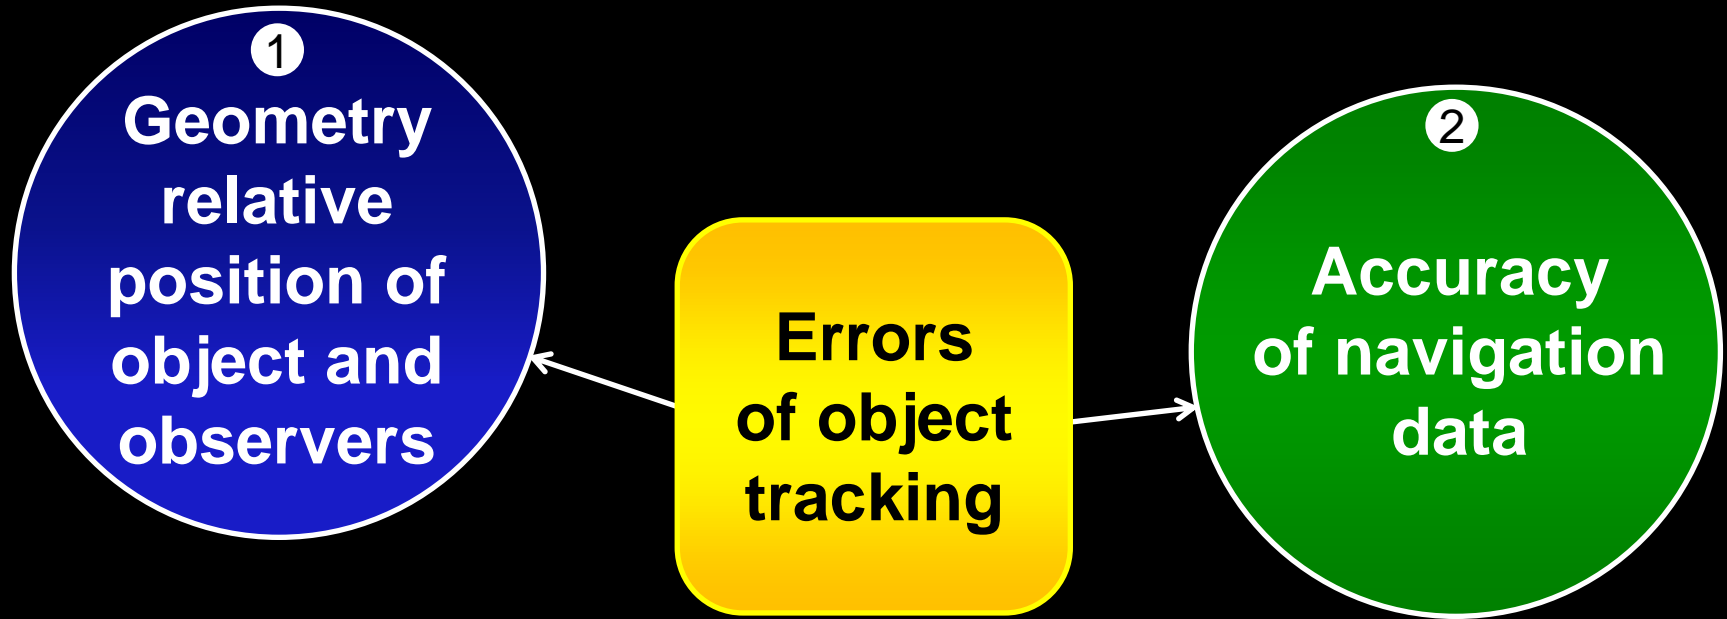 1
Geometry
relative
position of
object and
observers
Errors
of object
tracking
2
Accuracy
of navigation
data